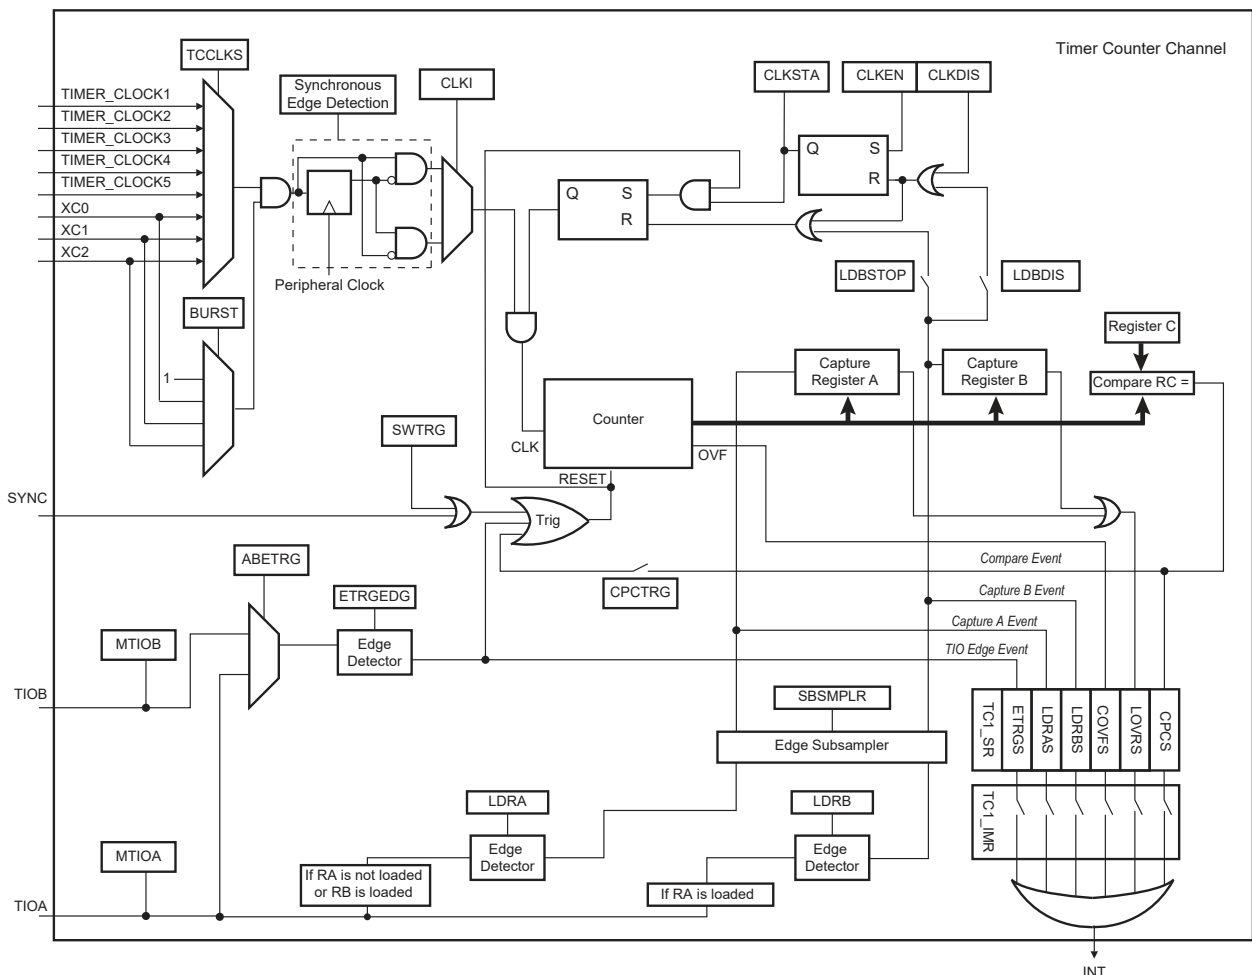 Timer Counter Channel
TCCLKS
TIMER_CLOCK1
TIMER_CLOCK2
TIMER_CLOCK3
TIMER_CLOCK4
TIMER_CLOCK5
XC0
XC1
XC2
Synchronous
Edge Detection
CLKI
Peripheral Clock
CLKSTA
CLKEN
CLKDIS
Q
S
R
Q
S
R
LDBSTOP
LDBDIS
BURST
1
Register C
Capture
Register A
Capture
Register B
Compare RC =
SWTRG
Counter
CLK
OVF
RESET
SYNC
Trig
ABETRG
ETRGEDG
CPCTRG
Compare Event
Capture B Event
Capture A Event
TIO Edge Event
MTIOB
Edge
Detector
TIOB
SBSMPLR
Edge Subsampler
TC1_SR
ETRGS
LDRAS
LDRBS
COVFS
LOVRS
CPCS
TC1_IMR
LDRA
LDRB
Edge
Detector
Edge
Detector
MTIOA
If RA is not loaded
or RB is loaded
If RA is loaded
TIOA
INT